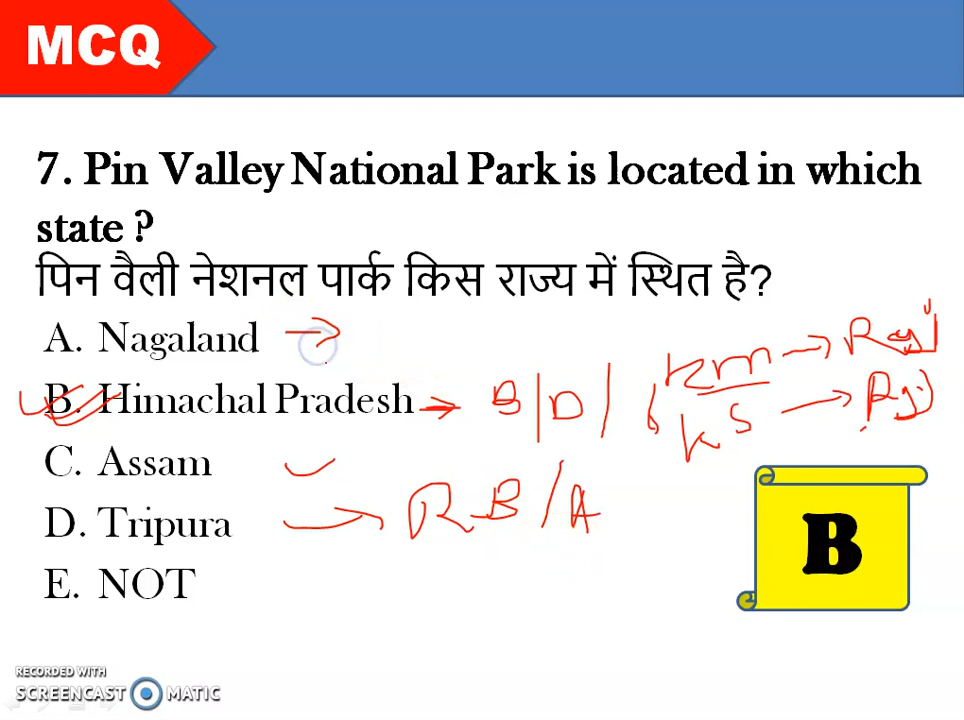 MCQ
7. Pin Valley National Park is located in which
state ?
पिन वैली नेशनल पार्क किस राज्य में स्थित है?
A. Nagaland
B. Himachal Pradesh → B/D/
C. Assam
D. Tripura → R-B/A
E. NOT
B
RECORDED WITH
SCREENCAST MATIC